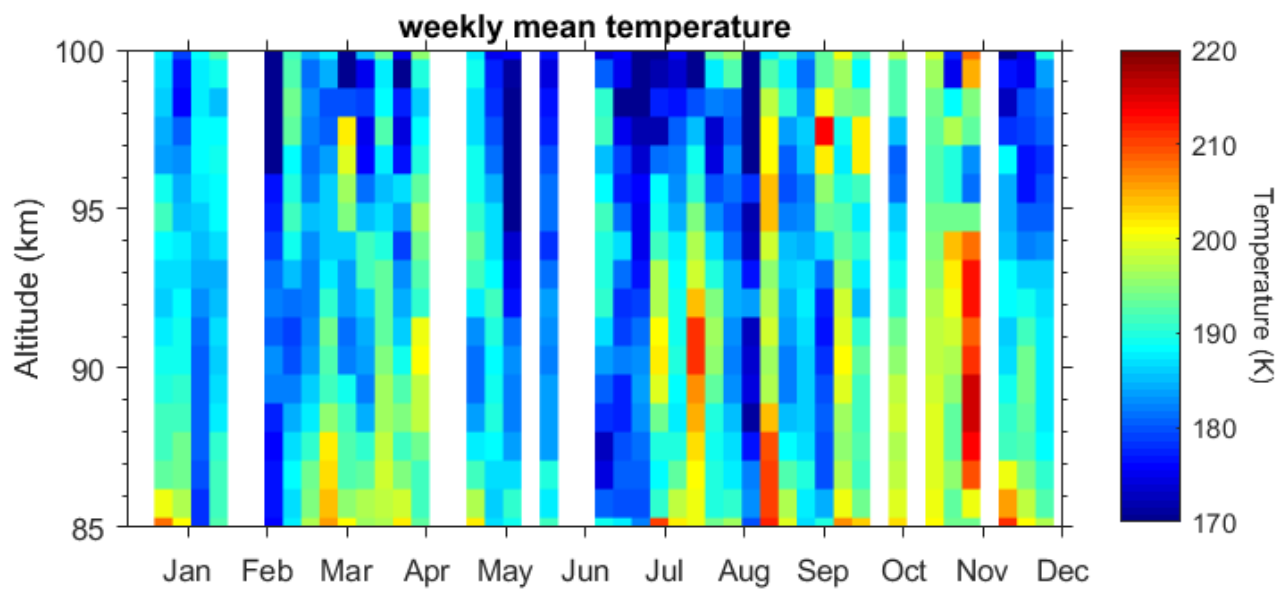 weekly mean temperature
100
95
90
85
Altitude (km)
Jan Feb Mar Apr May Jun Jul Aug Sep Oct Nov Dec
220
210
200
190
180
170
Temperature (K)